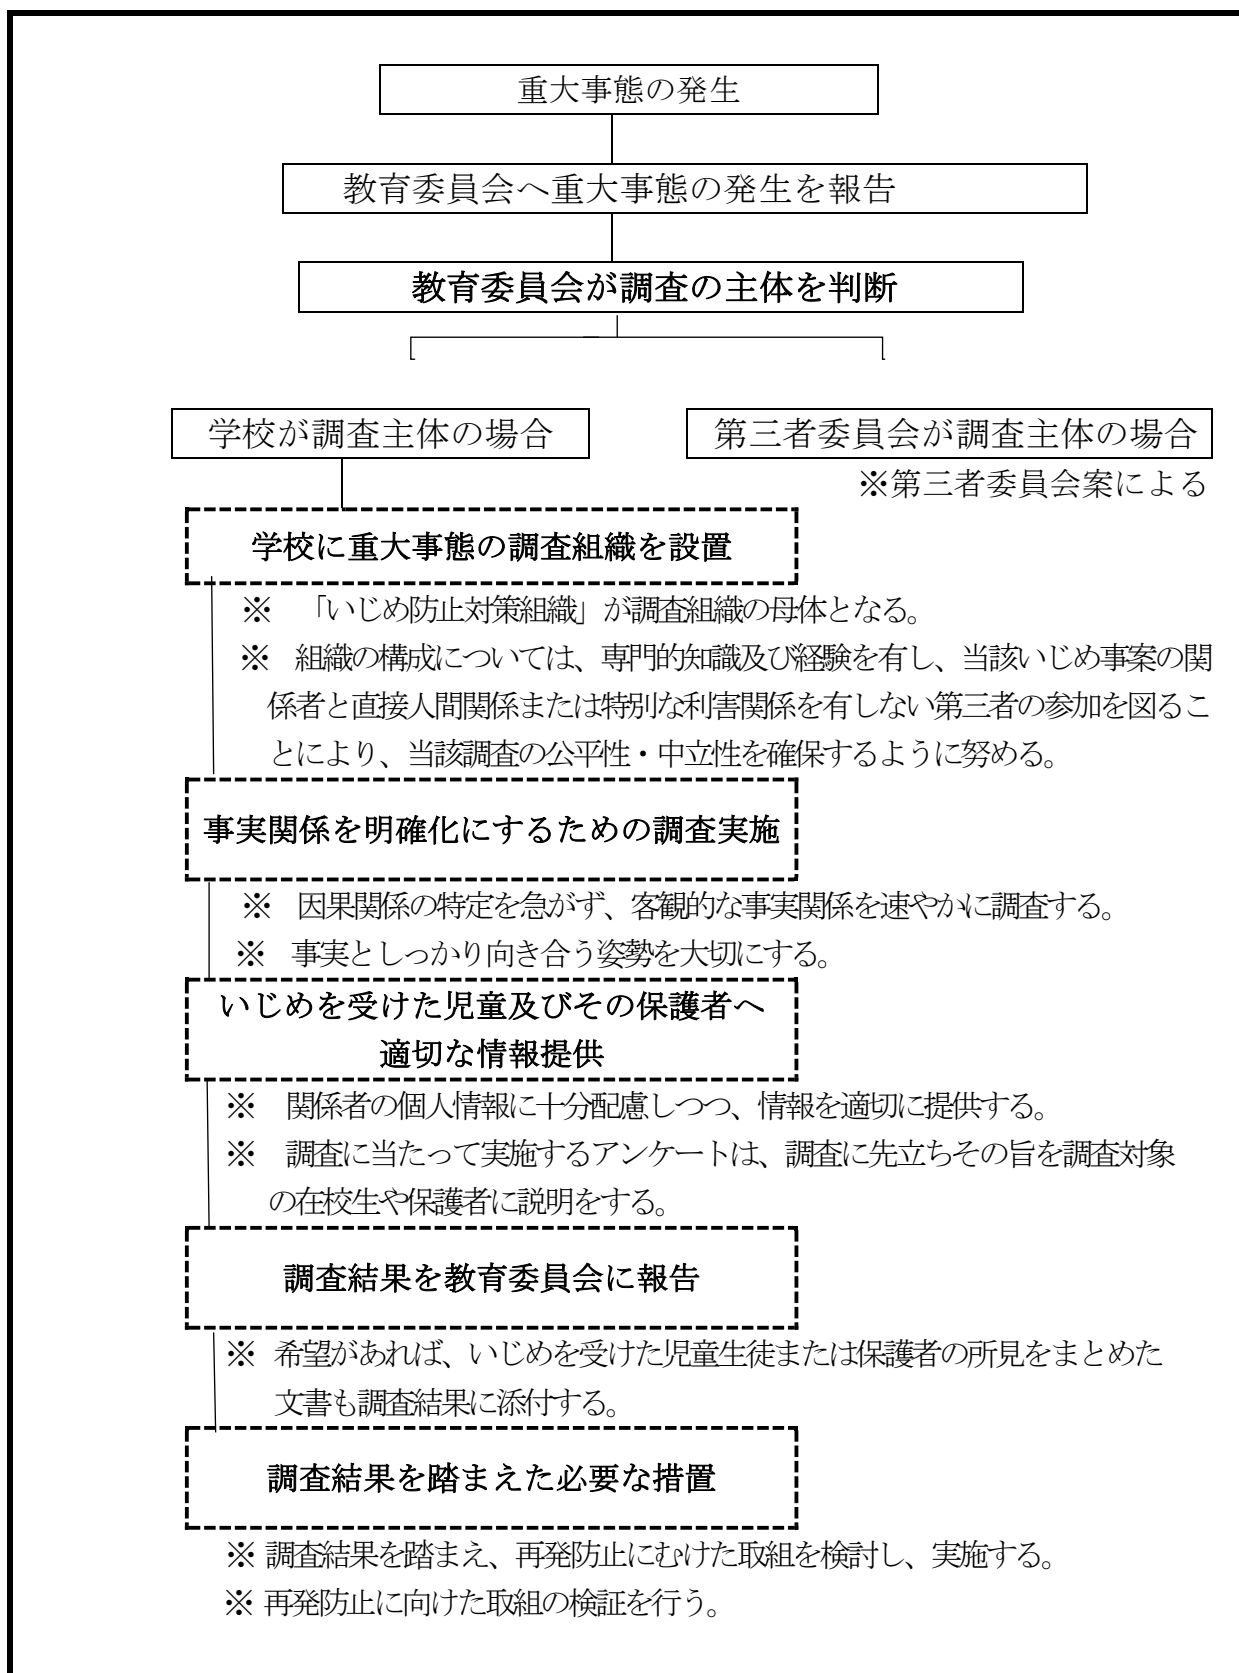 重大事態の発生
教育委員会へ重大事態の発生を報告
教育委員会が調査の主体を判断
学校が調査主体の場合
第三者委員会が調査主体の場合
※第三者委員会案による
学校に重大事態の調査組織を設置
※ 「いじめ防止対策組織」が調査組織の母体となる。
※ 組織の構成については、専門的知識及び経験を有し、当該いじめ事案の関
係者と直接人間関係または特別な利害関係を有しない第三者の参加を図るこ
とにより、当該調査の公平性・中立性を確保するように努める。
事実関係を明確化にするための調査実施
※ 因果関係の特定を急がず、客観的な事実関係を速やかに調査する。
※ 事実としっかり向き合う姿勢を大切にする。
いじめを受けた児童及びその保護者へ
適切な情報提供
※ 関係者の個人情報に十分配慮しつつ、情報を適切に提供する。
※ 調査に当たって実施するアンケートは、調査に先立ちその旨を調査対象
の在校生や保護者に説明をする。
調査結果を教育委員会に報告
※ 希望があれば、いじめを受けた児童生徒または保護者の所見をまとめた
文書も調査結果に添付する。
調査結果を踏まえた必要な措置
※ 調査結果を踏まえ、再発防止にむけた取組を検討し、実施する。
※ 再発防止に向けた取組の検証を行う。